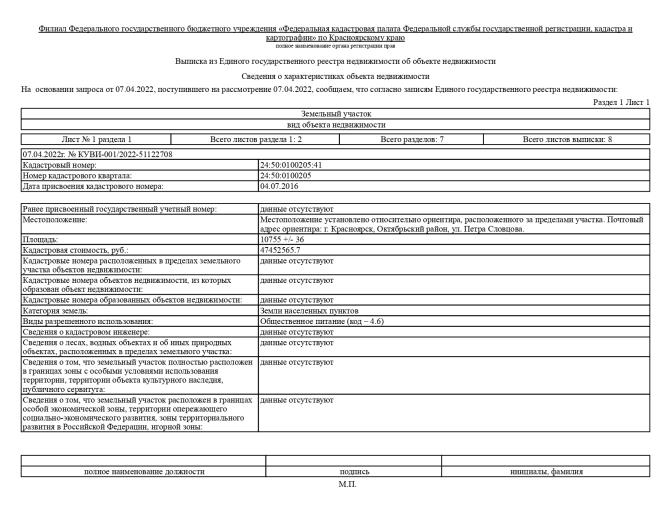 Филиал Федерального государственного бюджетного учреждения «Федеральная кадастровая палата Федеральной службы государственной регистрации, кадастра и
картографии» по Красноярскому краю
полное наименование органа регистрации прав
Выписка из Единого государственного реестра недвижимости об объекте недвижимости
Сведения о характеристиках объекта недвижимости
На основании запроса от 07.04.2022, поступившего на рассмотрение 07.04.2022, сообщаем, что согласно записям Единого государственного реестра недвижимости:
Раздел 1 Лист 1
Земельный участок
вид объекта недвижимости
Лист № 1 раздела 1 Всего листов раздела 1: 2 Всего разделов: 7 Всего листов выписки: 8
07.04.2022г. № КУВИ-001/2022-51122708
Кадастровый номер: 24:50:0100205:41
Номер кадастрового квартала: 24:50:0100205
Дата присвоения кадастрового номера: 04.07.2016
Ранее присвоенный государственный учетный номер: данные отсутствуют
Местоположение: Местоположение установлено относительно ориентира, расположенного за пределами участка. Почтовый
адрес ориентира: г. Красноярск, Октябрьский район, ул. Петра Словцова.
Площадь: 10755 +/- 36
Кадастровая стоимость, руб.: 47452565.7
Кадастровые номера расположенных в пределах земельного данные отсутствуют
участка объектов недвижимости:
Кадастровые номера объектов недвижимости, из которых данные отсутствуют
образован объект недвижимости:
Кадастровые номера образованных объектов недвижимости: данные отсутствуют
Категория земель: Земли населенных пунктов
Виды разрешенного использования: Общественное питание (код – 4.6)
Сведения о кадастровом инженере: данные отсутствуют
Сведения о лесах, водных объектах и об иных природных данные отсутствуют
объектах, расположенных в пределах земельного участка:
Сведения о том, что земельный участок полностью расположен данные отсутствуют
в границах зоны с особыми условиями использования
территории, территории объекта культурного наследия,
публичного сервитута:
Сведения о том, что земельный участок расположен в границах данные отсутствуют
особой экономической зоны, территории опережающего
социально-экономического развития, зоны территориального
развития в Российской Федерации, игорной зоны:
полное наименование должности подпись инициалы, фамилия
М.П.